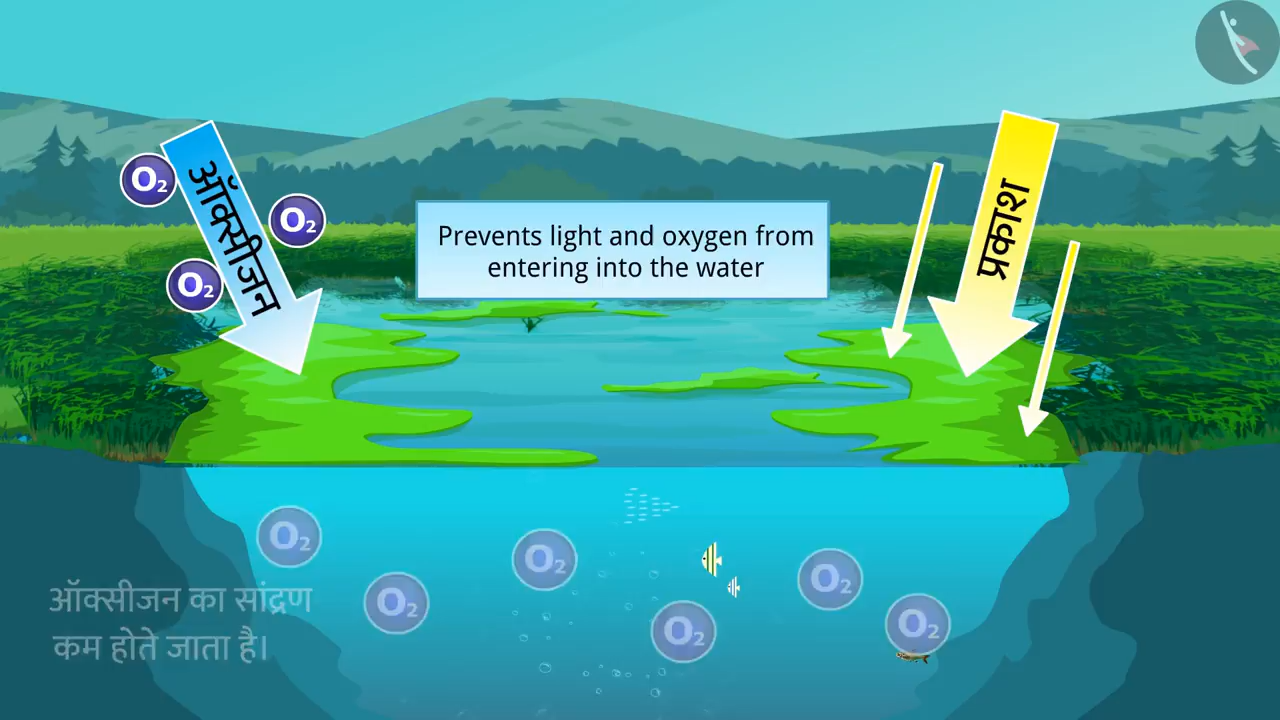 O₂
ऑक्सीजन
O₂
O₂
Prevents light and oxygen from
entering into the water
प्रकाश
O₂
O₂
O₂
O₂
O₂
O₂
ऑक्सीजन का सांद्रण
कम होते जाता है।